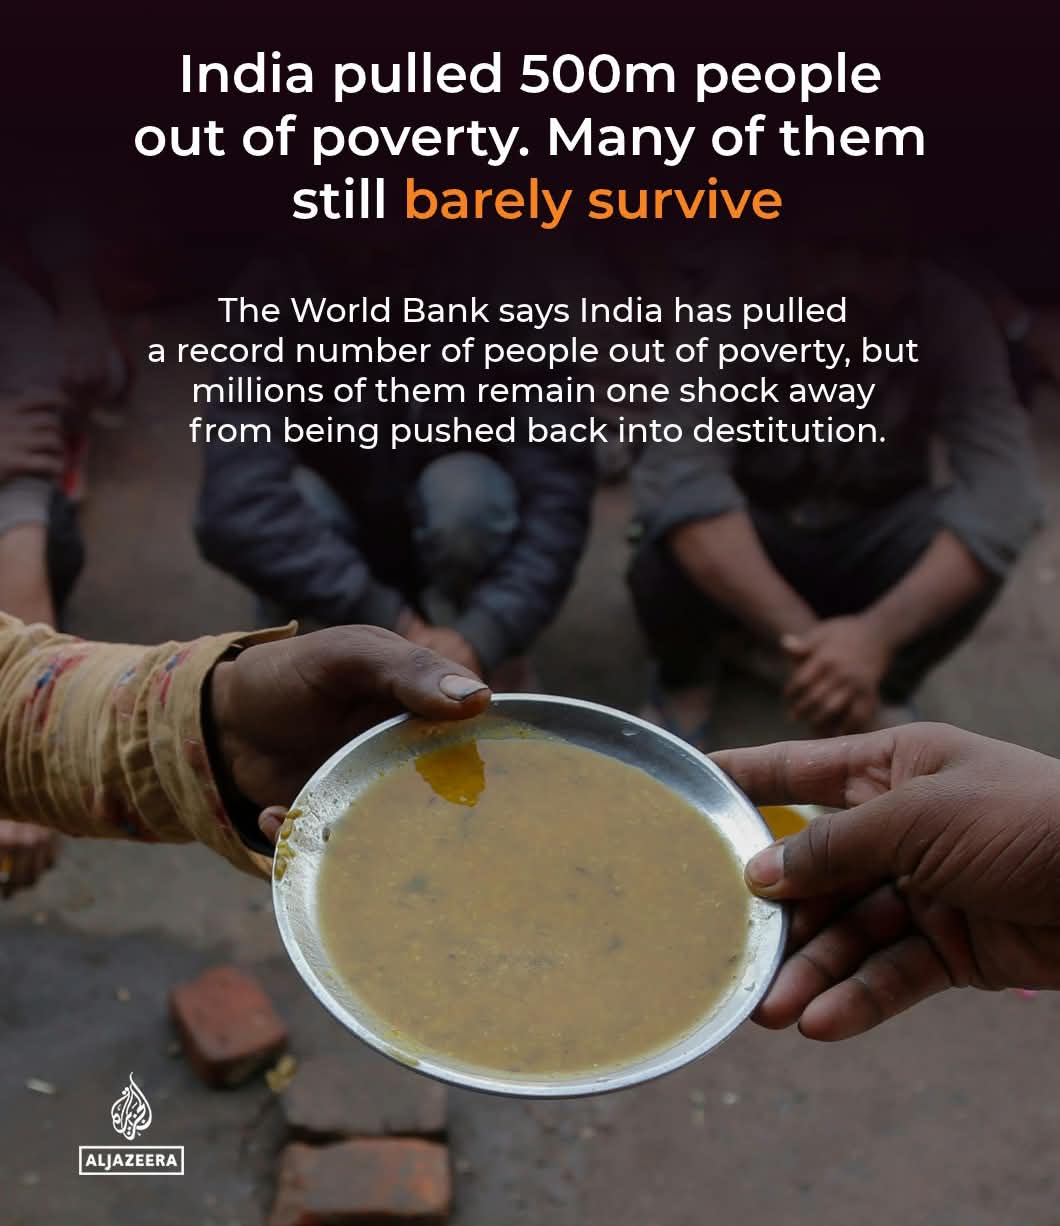 India pulled 500m people
out of poverty. Many of them
still barely survive
The World Bank says India has pulled
a record number of people out of poverty, but
millions of them remain one shock away
from being pushed back into destitution.
ALJAZEERA